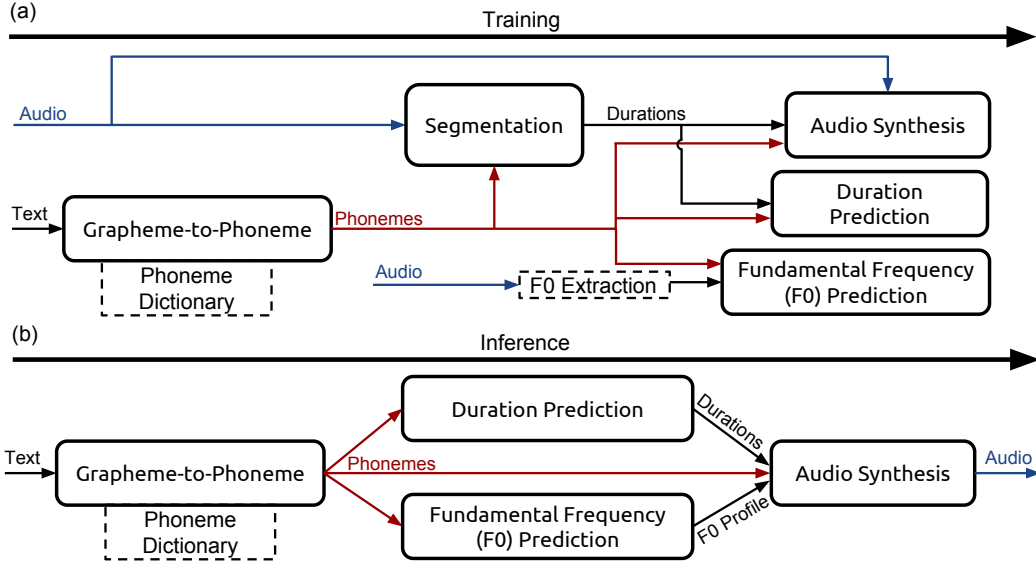 (a)
Training
Audio
Segmentation
Durations
Audio Synthesis
Text
Grapheme-to-Phoneme
Phonemes
Duration
Prediction
Phoneme
Dictionary
Audio
F0 Extraction
Fundamental Frequency
(F0) Prediction
(b)
Inference
Text
Grapheme-to-Phoneme
Phoneme
Dictionary
Duration Prediction
Durations
Phonemes
Fundamental Frequency
(F0) Prediction
F0 Profile
Audio Synthesis
Audio